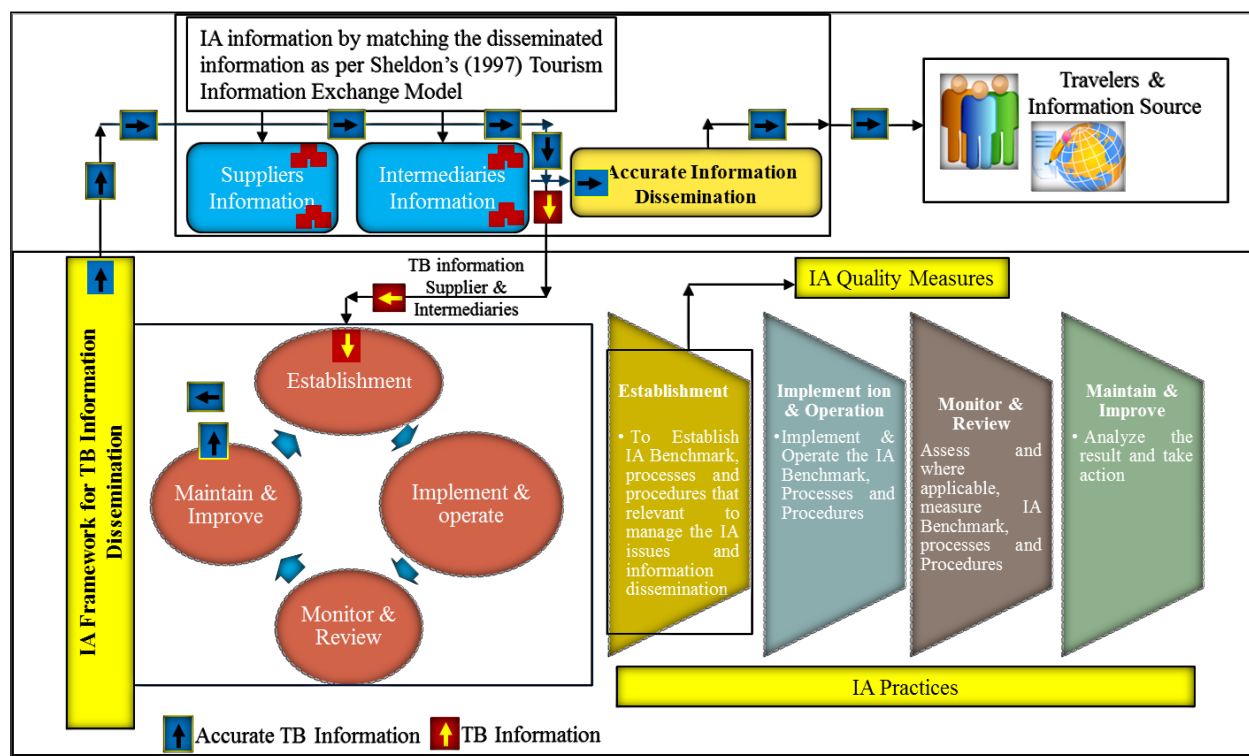 IA information by matching the disseminated
information as per Sheldon's (1997) Tourism
Information Exchange Model
Travelers &
Information Source
Suppliers
Information
Intermediaries
Information
Accurate Information
Dissemination
IA Framework for TB Information
Dissemination
TB information
Supplier &
Intermediaries
IA Quality Measures
Establishment
Implement &
operate
Monitor &
Review
Maintain &
Improve
Establishment
• To Establish
IA Benchmark,
processes and
procedures that
relevant to
manage the IA
issues and
information
dissemination
Implement ion
& Operation
• Implement &
Operate the IA
Benchmark,
Processes and
Procedures
Monitor &
Review
Assess and
where
applicable,
measure IA
Benchmark,
processes and
Procedures
Maintain &
Improve
• Analyze the
result and take
action
IA Practices
Accurate TB Information
TB Information